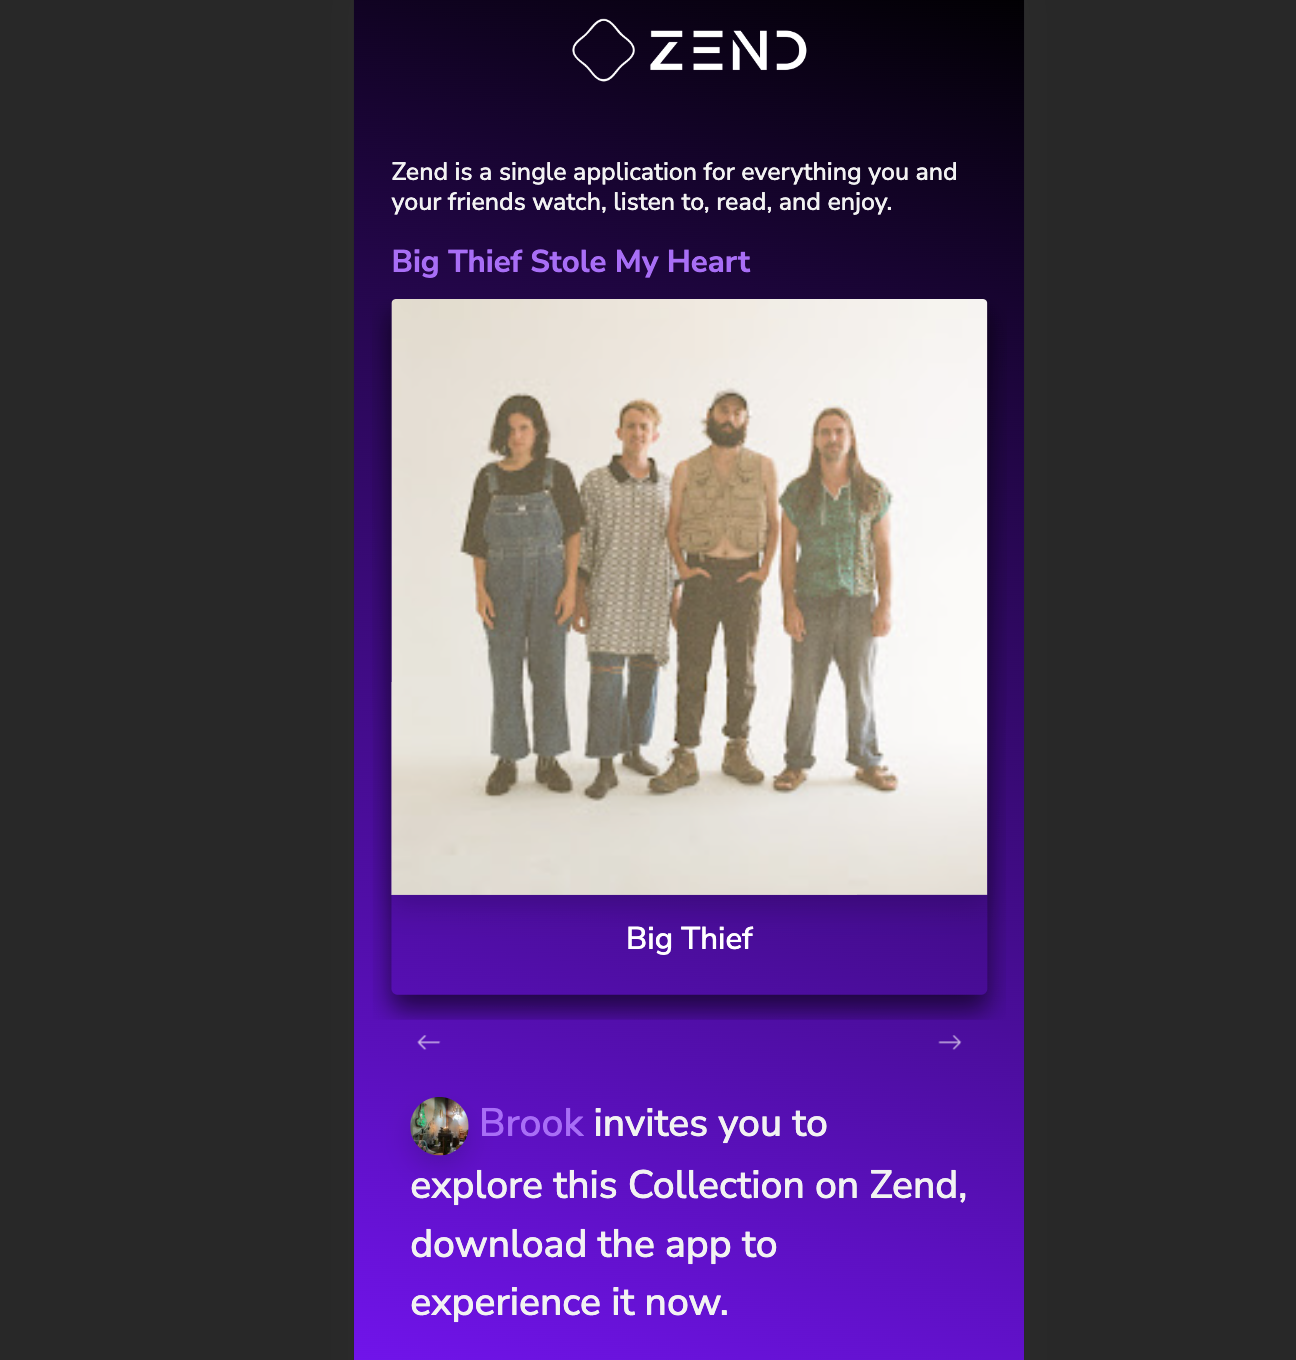 ZEND
Zend is a single application for everything you and
your friends watch, listen to, read, and enjoy.
Big Thief Stole My Heart
Big Thief
Brook invites you to
explore this Collection on Zend,
download the app to
experience it now.